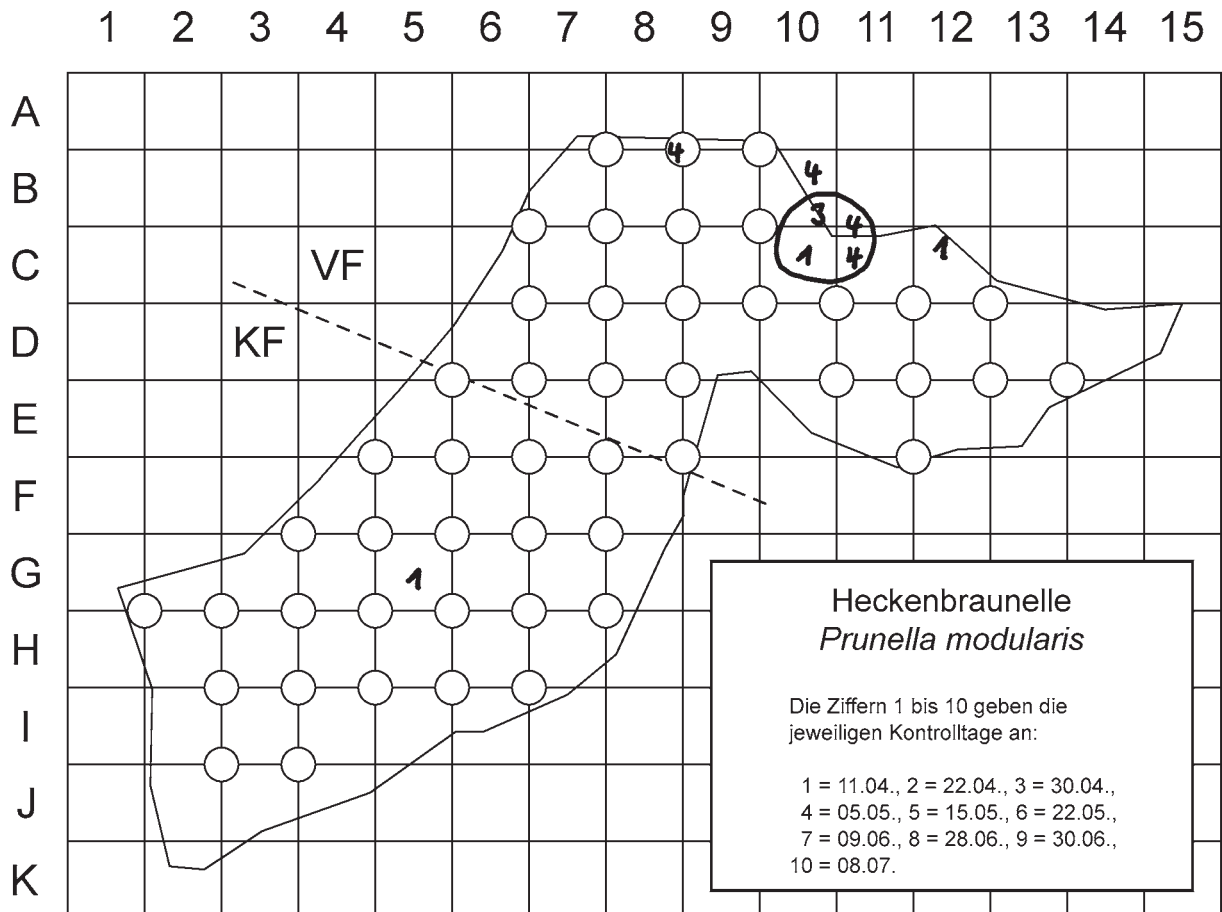 1 2 3 4 5 6 7 8 9 10 11 12 13 14 15
A
4
B
4
3 4
C
VF
1 4
1
D
KF
E
F
G
1
H
I
J
K
Heckenbraunelle
Prunella modularis
Die Ziffern 1 bis 10 geben die
jeweiligen Kontrolltage an:
1 = 11.04., 2 = 22.04., 3 = 30.04.,
4 = 05.05., 5 = 15.05., 6 = 22.05.,
7 = 09.06., 8 = 28.06., 9 = 30.06.,
10 = 08.07.